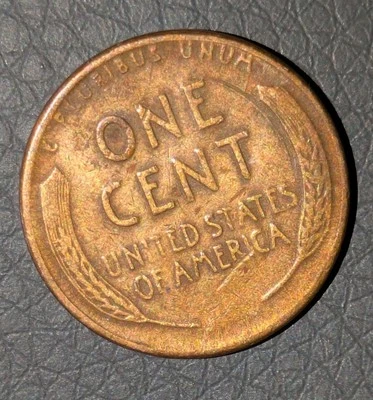 E PLURIBUS UNUM
ONE
CENT
UNITED STATES
OF AMERICA